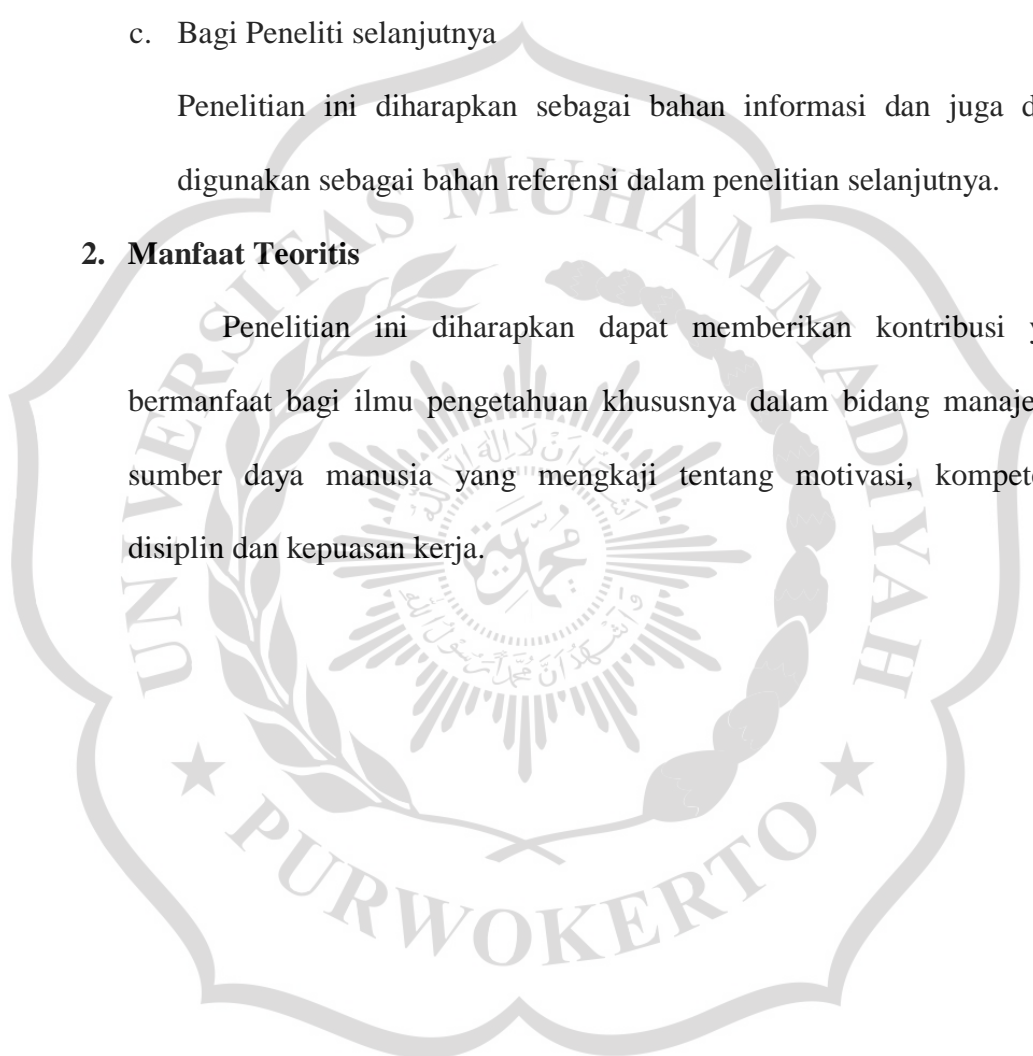 c. Bagi Peneliti selanjutnya
Penelitian ini diharapkan sebagai bahan informasi dan juga d
digunakan sebagai bahan referensi dalam penelitian selanjutnya.
2. Manfaat Teoritis
Penelitian ini diharapkan dapat memberikan kontribusi y
bermanfaat bagi ilmu pengetahuan khususnya dalam bidang manaje
sumber daya manusia yang mengkaji tentang motivasi, kompete
disiplin dan kepuasan kerja.
UNIVERSITAS MUHAMMADIYAH
PURWOKERTO